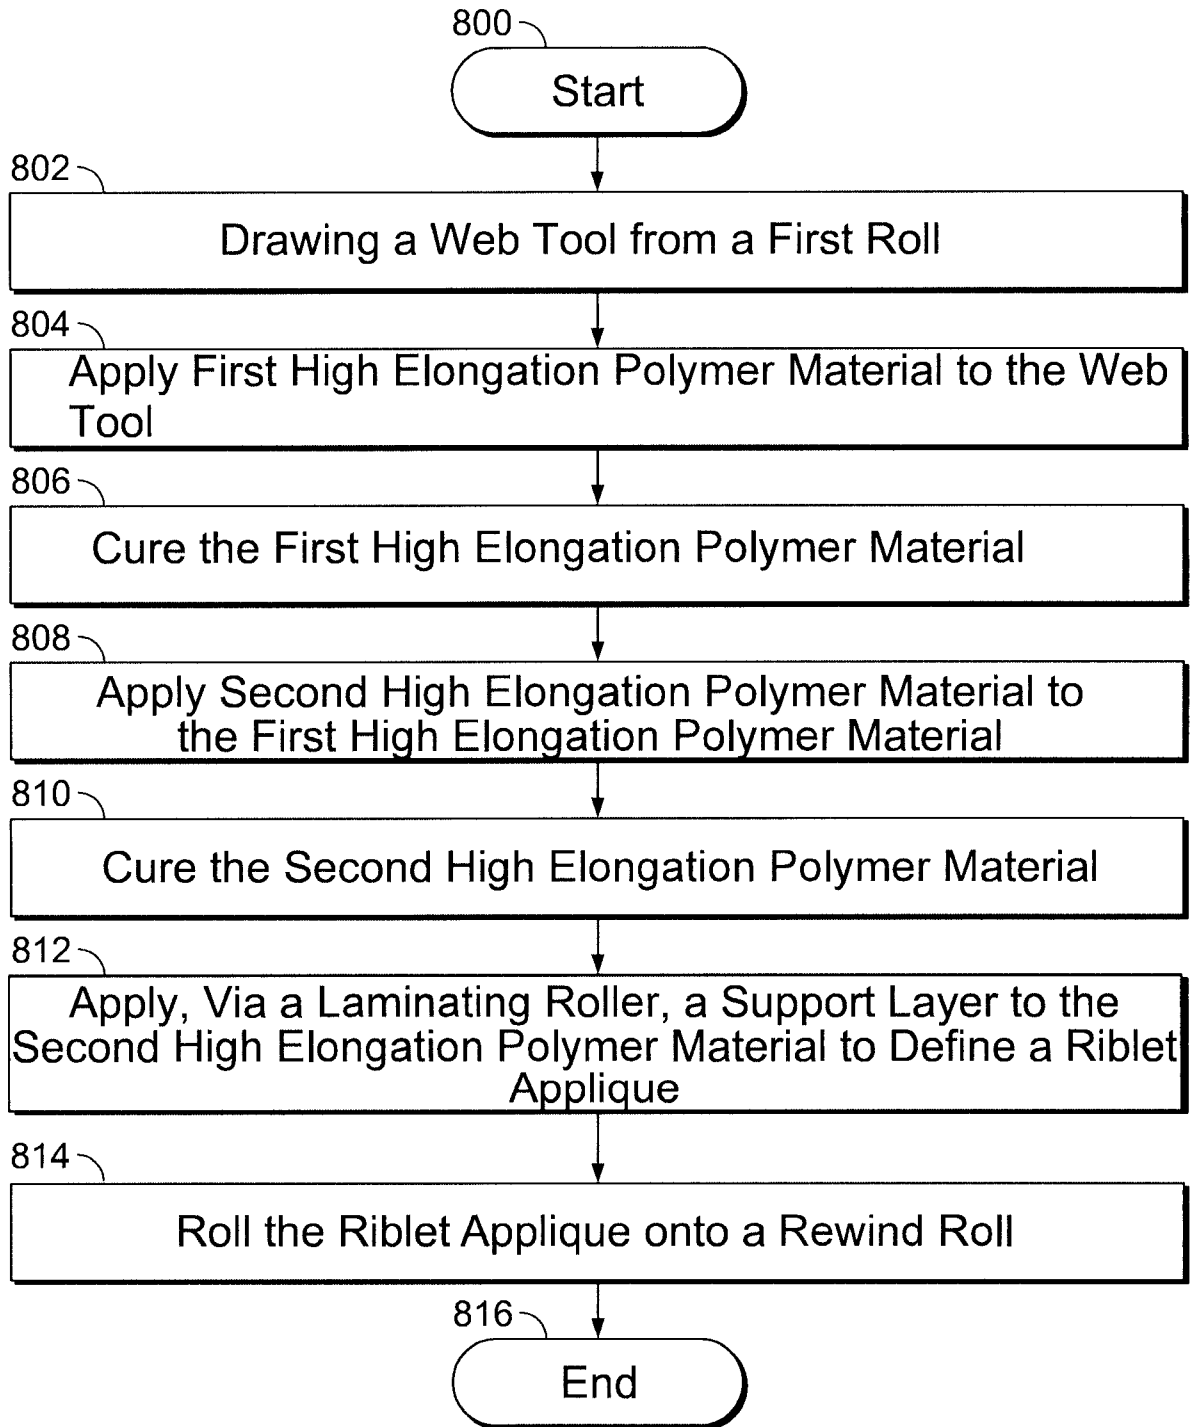 800
Start
802
Drawing a Web Tool from a First Roll
804
Apply First High Elongation Polymer Material to the Web
Tool
806
Cure the First High Elongation Polymer Material
808
Apply Second High Elongation Polymer Material to
the First High Elongation Polymer Material
810
Cure the Second High Elongation Polymer Material
812
Apply, Via a Laminating Roller, a Support Layer to the
Second High Elongation Polymer Material to Define a Riblet
Applique
814
Roll the Riblet Applique onto a Rewind Roll
816
End